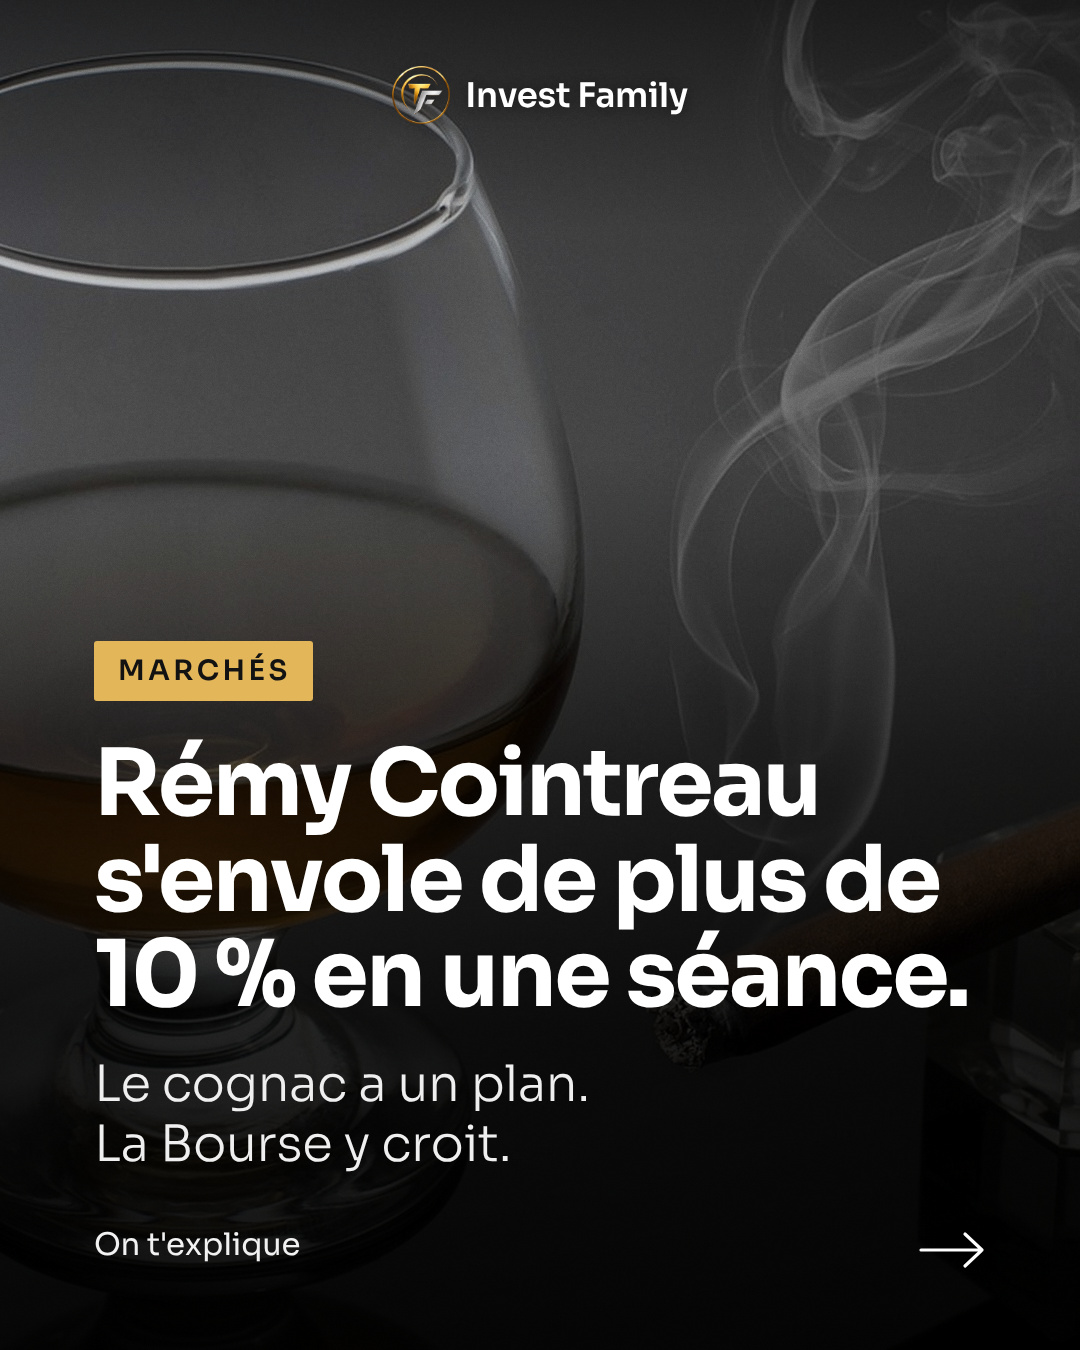 Invest Family
MARCHÉS
Rémy Cointreau
s'envole de plus de
10 % en une séance.
Le cognac a un plan.
La Bourse y croit.
On t'explique